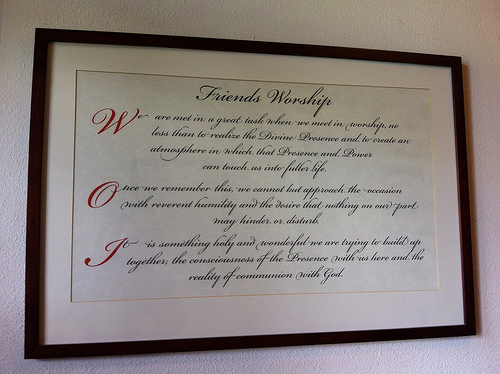 Friends Worship
We are met in a great task when we meet in worship, no
less than to realize the Divine Presence and to create an
atmosphere in which that Presence and Power
can touch us into fuller life.
Once we remember this, we cannot but approach the occasion
with reverent humility and the desire that nothing on our part
may hinder or disturb.
It is something holy and wonderful we are trying to build up
together; the consciousness of the Presence with us here and the
reality of communion with God.